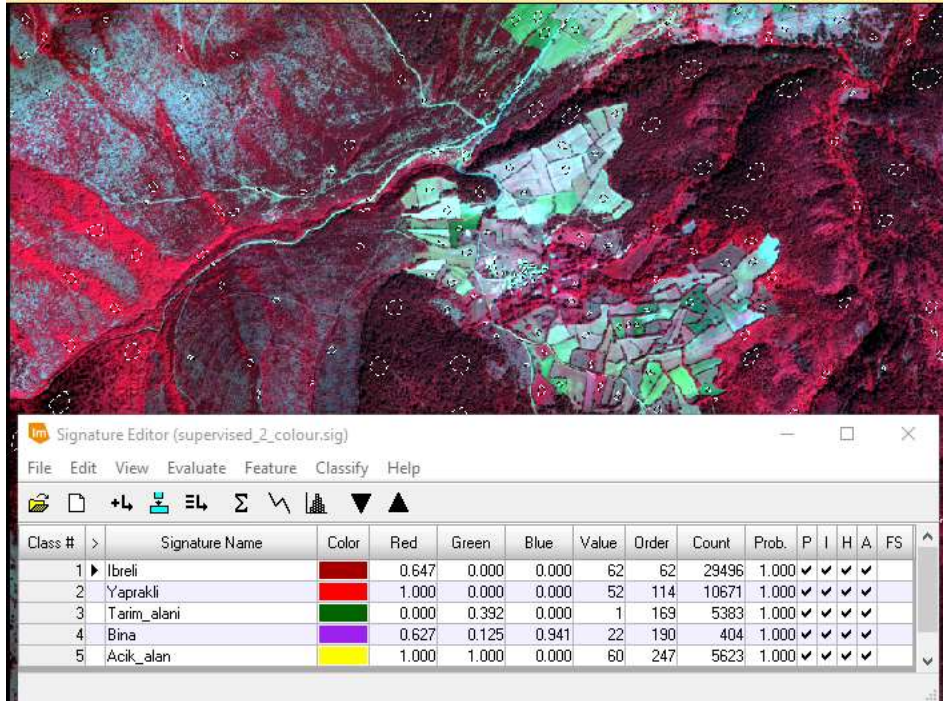 Signature Editor (supervised_2_colour.sig)
File Edit View Evaluate Feature Classify Help
Class # > Signature Name Color Red Green Blue Value Order Count Prob. P I H A FS
1 Ibreli 0.647 0.000 0.000 62 62 29496 1.000
2 Yaprakli 1.000 0.000 0.000 52 114 10671 1.000
3 Tarim_alani 0.000 0.392 0.000 1 169 5383 1.000
4 Bina 0.627 0.125 0.941 22 190 404 1.000
5 Acik_alan 1.000 1.000 0.000 60 247 5623 1.000